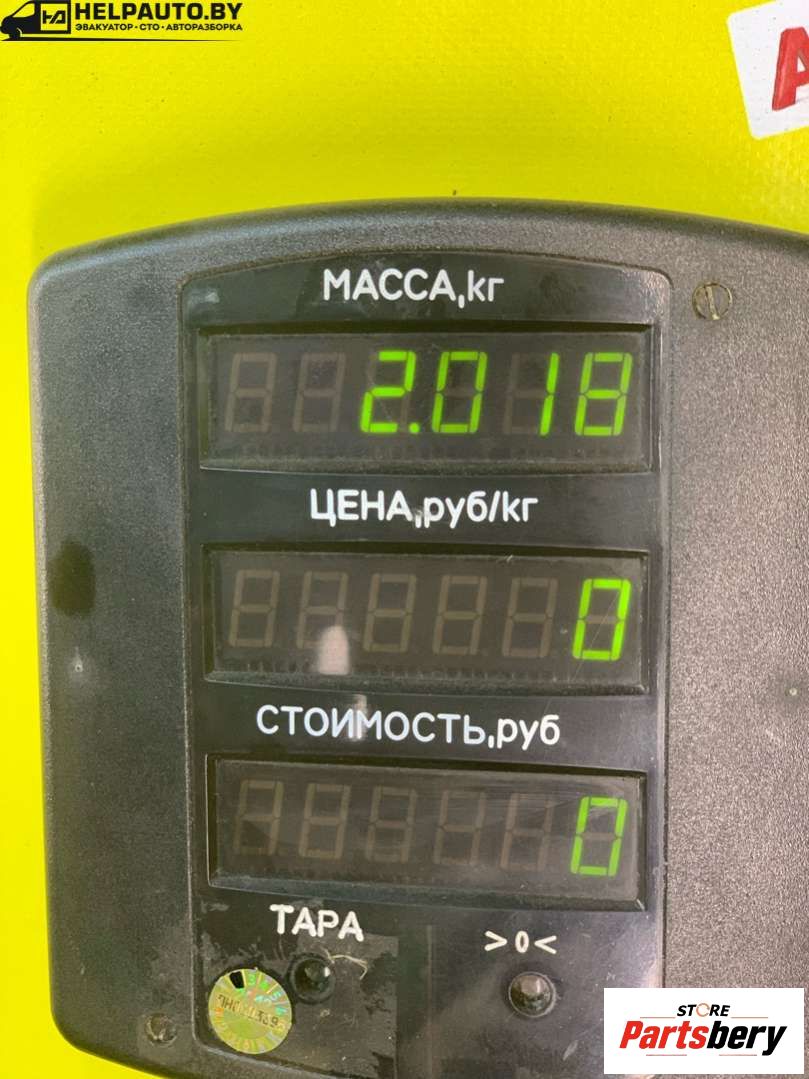 HELPAUTO.BY
ЭВАКУАТОР•СТО•АВТОРАЗБОРКА
МАССА,кг
2.018
ЦЕНА,руб/кг
0
СТОИМОСТЬ,руб
0
ТАРА
>0<
STORE
Partsbery